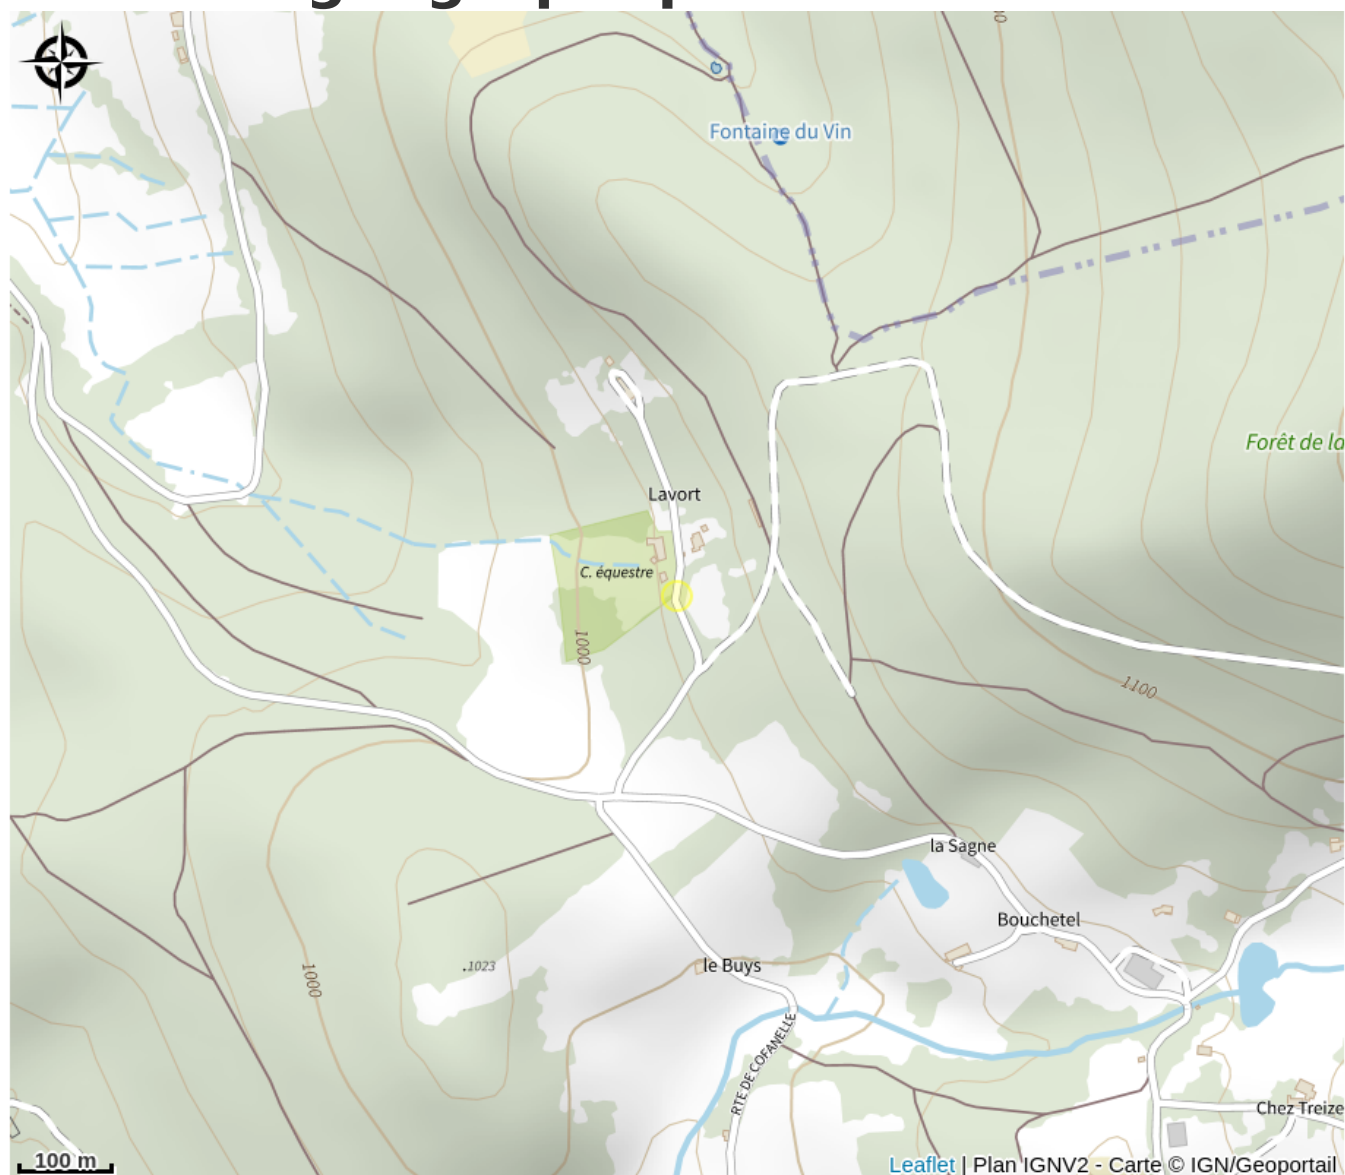 Fontaine du Vin
Forêt de la
Lavort
C. équestre
1000
1100
la Sagne
Bouchetel
le Buys
.1023
1000
RTE DE COFANELLE
Chez Treize
100 m
Leaflet | Plan IGNV2 - Carte © IGN/Geoportail